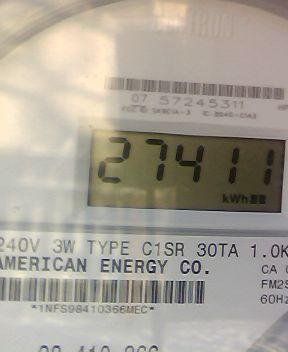 07 57245311
27411
kWh
240V 3W TYPE C1SR 30TA 1.0K
AMERICAN ENERGY CO.
CA
FM2S
60Hz
*1NFS98410366MEC*